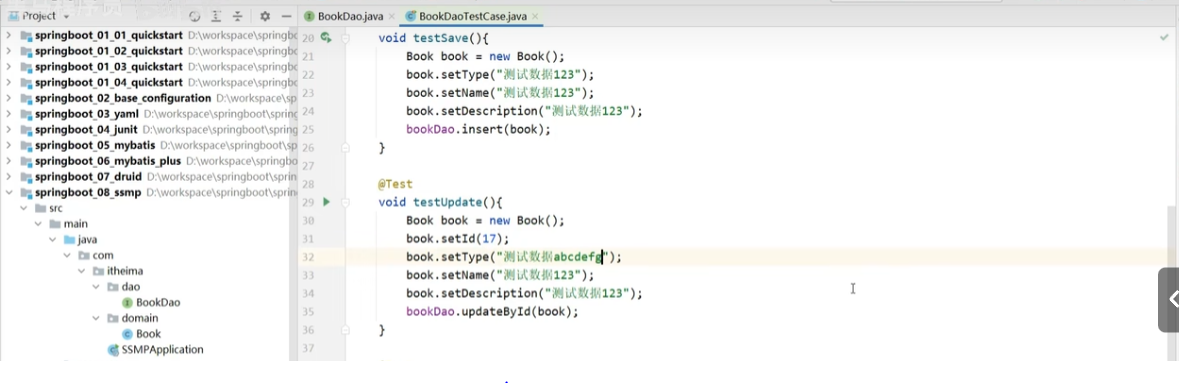 Project
BookDao.java
BookDaoTestCase.java
springboot_01_01_quickstart D:\workspace\springbo
springboot_01_02_quickstart D:\workspace\springbo
springboot_01_03_quickstart D:\workspace\springbo
springboot_01_04_quickstart D:\workspace\springbo
springboot_02_base_configuration D:\workspace\sp
springboot_03_yaml D:\workspace\springboot\spring
springboot_04_junit D:\workspace\springboot\spring
springboot_05_mybatis D:\workspace\springboot\sp
springboot_06_mybatis_plus D:\workspace\springbo
springboot_07_druid D:\workspace\springboot\sprin
springboot_08_ssmp D:\workspace\springboot\sprin
src
main
java
com
itheima
dao
BookDao
domain
Book
SSMPApplication
20 void testSave(){
21 Book book = new Book();
22 book.setType("测试数据123");
23 book.setName("测试数据123");
24 book.setDescription("测试数据123");
25 bookDao.insert(book);
26 }
27
28 @Test
29 void testUpdate(){
30 Book book = new Book();
31 book.setId(17);
32 book.setType("测试数据abcdefg");
33 book.setName("测试数据123");
34 book.setDescription("测试数据123");
35 bookDao.updateById(book);
36 }
37